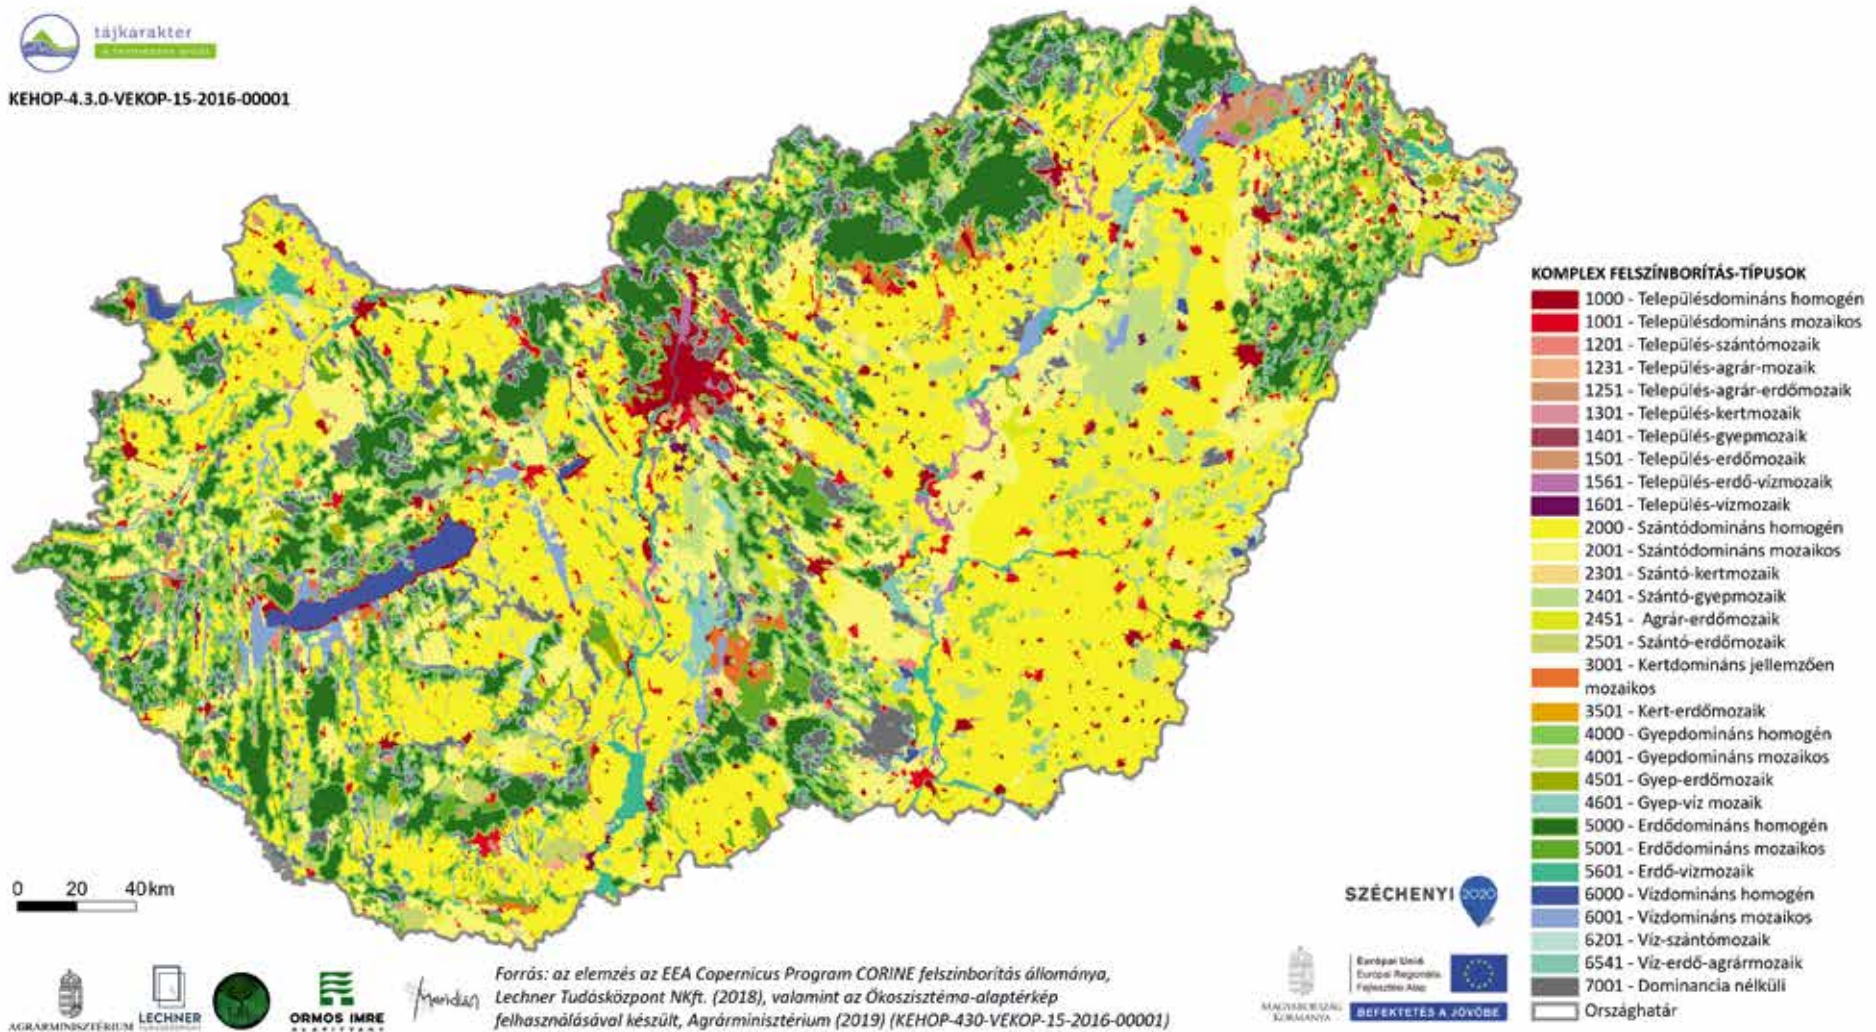 tájkarakter
a természet arcai
KEHOP-4.3.0-VEKOP-15-2016-00001
KOMPLEX FELSZÍNBORÍTÁS-TÍPUSOK
1000 - Településdomináns homogén
1001 - Településdomináns mozaikos
1201 - Település-szántómozaik
1231 - Település-agrár-mozaik
1251 - Település-agrár-erdőmozaik
1301 - Település-kertmozaik
1401 - Település-gyepmozaik
1501 - Település-erdőmozaik
1561 - Település-erdő-vízmozaik
1601 - Település-vízmozaik
2000 - Szántódomináns homogén
2001 - Szántódomináns mozaikos
2301 - Szántó-kertmozaik
2401 - Szántó-gyepmozaik
2451 - Agrár-erdőmozaik
2501 - Szántó-erdőmozaik
3001 - Kertdomináns jellemzően
mozaikos
3501 - Kert-erdőmozaik
4000 - Gyepdomináns homogén
4001 - Gyepdomináns mozaikos
4501 - Gyep-erdőmozaik
4601 - Gyep-víz mozaik
5000 - Erdődomináns homogén
5001 - Erdődomináns mozaikos
5601 - Erdő-vízmozaik
6000 - Vízdomináns homogén
6001 - Vízdomináns mozaikos
6201 - Víz-szántómozaik
6541 - Víz-erdő-agrármozaik
7001 - Dominancia nélküli
Országhatár
0 20 40 km
SZÉCHENYI 2020
AGRÁRMINISZTÉRIUM
LECHNER
ORMOS IMRE
ALAPÍTVÁNY
Meridián
Forrás: az elemzés az EEA Copernicus Program CORINE felszínborítás állománya,
Lechner Tudásközpont NKft. (2018), valamint az Ökoszisztéma-alaptérkép
felhasználásával készült, Agrárminisztérium (2019) (KEHOP-430-VEKOP-15-2016-00001)
MAGYARORSZÁG
KORMÁNYA
Európai Unió
Európai Regionális
Fejlesztési Alap
BEFEKTETÉS A JÖVŐBE